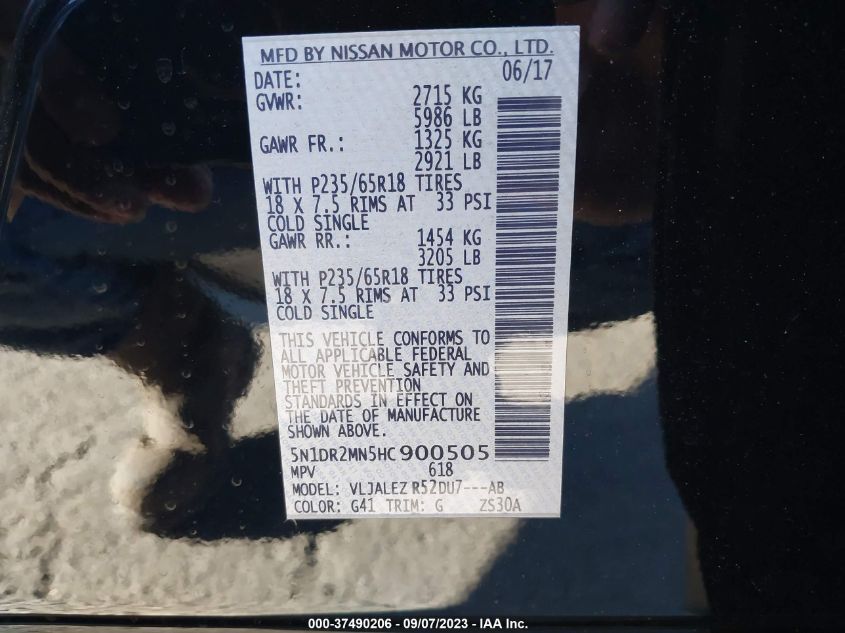 MFD BY NISSAN MOTOR CO., LTD.
DATE: 06/17
GVWR: 2715 KG
5986 LB
GAWR FR.: 1325 KG
2921 LB
WITH P235/65R18 TIRES
18 X 7.5 RIMS AT 33 PSI
COLD SINGLE
GAWR RR.: 1454 KG
3205 LB
WITH P235/65R18 TIRES
18 X 7.5 RIMS AT 33 PSI
COLD SINGLE
THIS VEHICLE CONFORMS TO
ALL APPLICABLE FEDERAL
MOTOR VEHICLE SAFETY AND
THEFT PREVENTION
STANDARDS IN EFFECT ON
THE DATE OF MANUFACTURE
SHOWN ABOVE.
5N1DR2MN5HC900505
MPV 618
MODEL: VLJALEZ R52DU7---AB
COLOR: G41 TRIM: G ZS30A
000-37490206 - 09/07/2023 - IAA Inc.